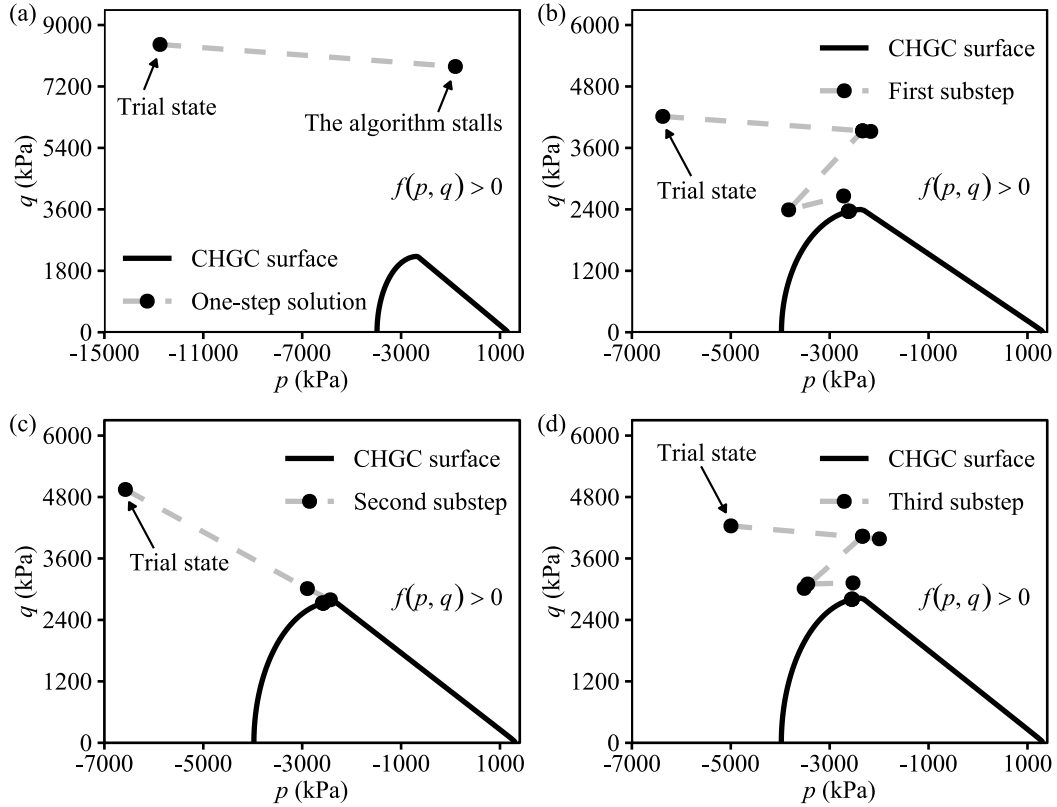 (a)
9000
7200
5400
3600
1800
0
q (kPa)
Trial state
The algorithm stalls
f(p, q) > 0
CHGC surface
One-step solution
-15000 -11000 -7000 -3000 1000
p (kPa)
(b)
6000
4800
3600
2400
1200
0
q (kPa)
CHGC surface
First substep
Trial state
f(p, q) > 0
-7000 -5000 -3000 -1000 1000
p (kPa)
(c)
6000
4800
3600
2400
1200
0
q (kPa)
CHGC surface
Second substep
Trial state
f(p, q) > 0
-7000 -5000 -3000 -1000 1000
p (kPa)
(d)
6000
4800
3600
2400
1200
0
q (kPa)
Trial state
CHGC surface
Third substep
f(p, q) > 0
-7000 -5000 -3000 -1000 1000
p (kPa)